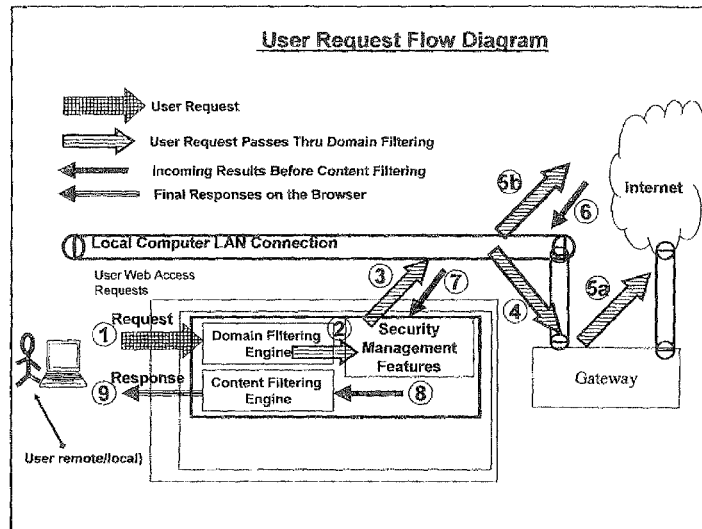 User Request Flow Diagram
User Request
User Request Passes Thru Domain Filtering
Incoming Results Before Content Filtering
Final Responses on the Browser
5b
6
Internet
Local Computer LAN Connection
User Web Access
Requests
3
7
4
5a
Request
1
Domain Filtering
Engine
2
Security
Management
Features
Gateway
Response
9
Content Filtering
Engine
8
User remote/local)